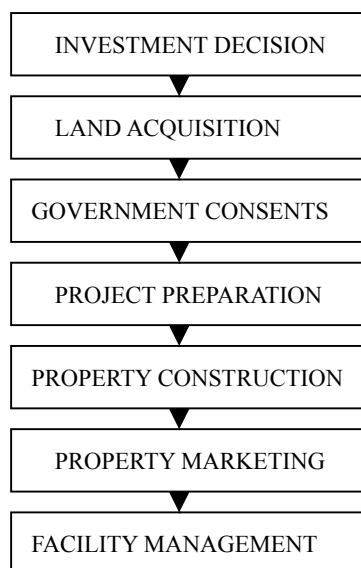 INVESTMENT DECISION
LAND ACQUISITION
GOVERNMENT CONSENTS
PROJECT PREPARATION
PROPERTY CONSTRUCTION
PROPERTY MARKETING
FACILITY MANAGEMENT